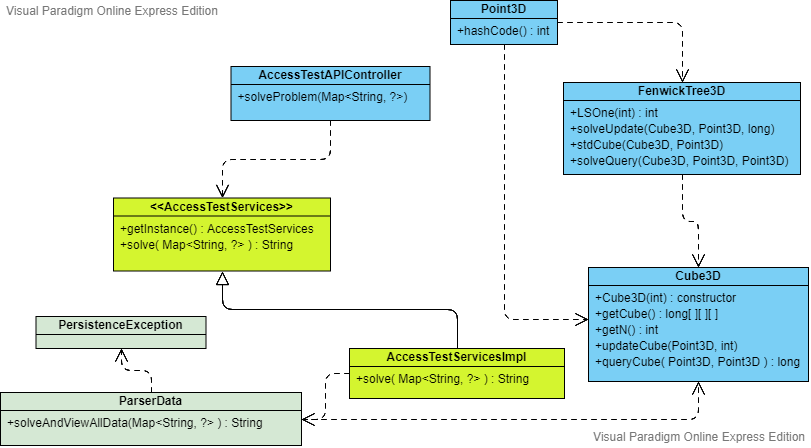 Visual Paradigm Online Express Edition
Point3D
+hashCode() : int
AccessTestAPIController
+solveProblem(Map<String, ?>)
FenwickTree3D
+LSOne(int) : int
+solveUpdate(Cube3D, Point3D, long)
+stdCube(Cube3D, Point3D)
+solveQuery(Cube3D, Point3D, Point3D)
<<AccessTestServices>>
+getInstance() : AccessTestServices
+solve( Map<String, ?> ) : String
Cube3D
+Cube3D(int) : constructor
+getCube() : long[ ][ ][ ]
+getN() : int
+updateCube(Point3D, int)
+queryCube( Point3D, Point3D ) : long
PersistenceException
AccessTestServicesImpl
+solve( Map<String, ?> ) : String
ParserData
+solveAndViewAllData(Map<String, ?> ) : String
Visual Paradigm Online Express Edition